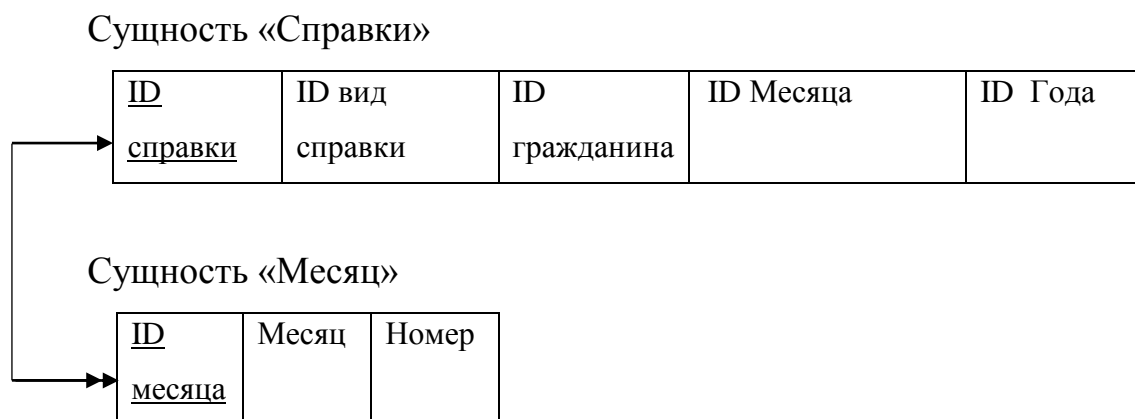 Сущность «Справки»
ID ID вид ID ID Месяца ID Года
справки справки гражданина
Сущность «Месяц»
ID Месяц Номер
месяца